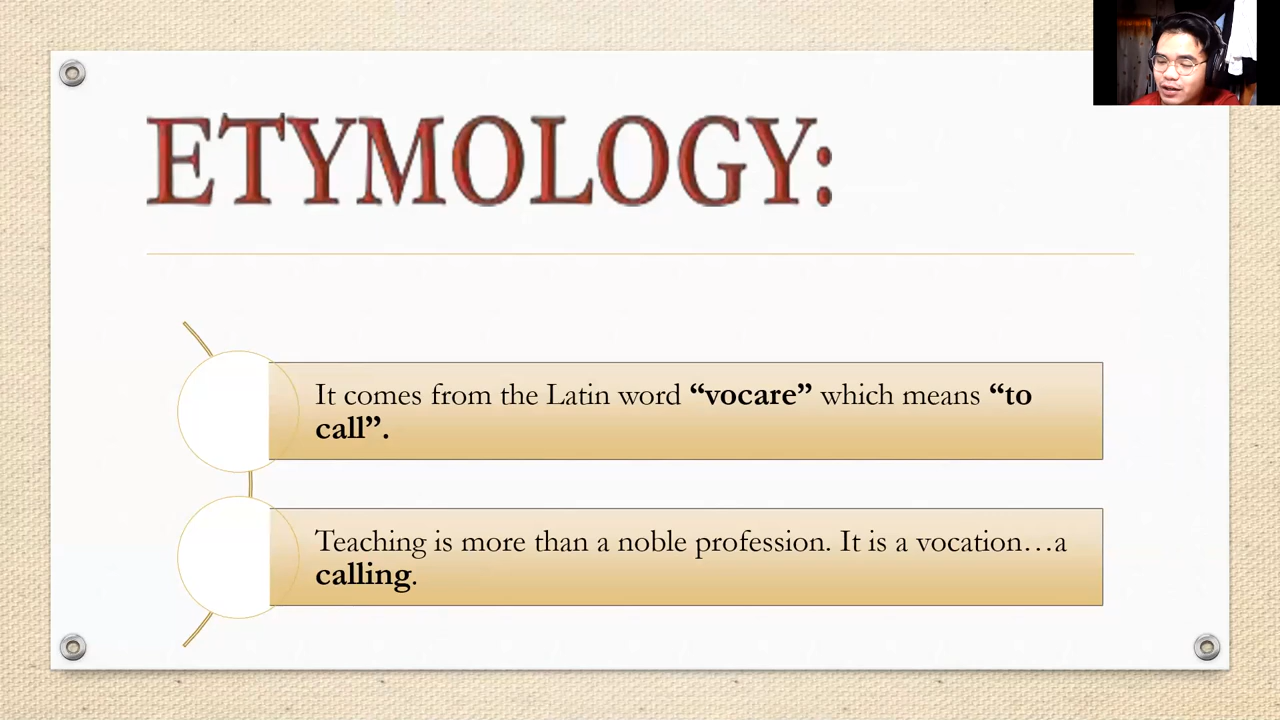 ETYMOLOGY:
It comes from the Latin word “vocare” which means “to
call”.
Teaching is more than a noble profession. It is a vocation…a
calling.